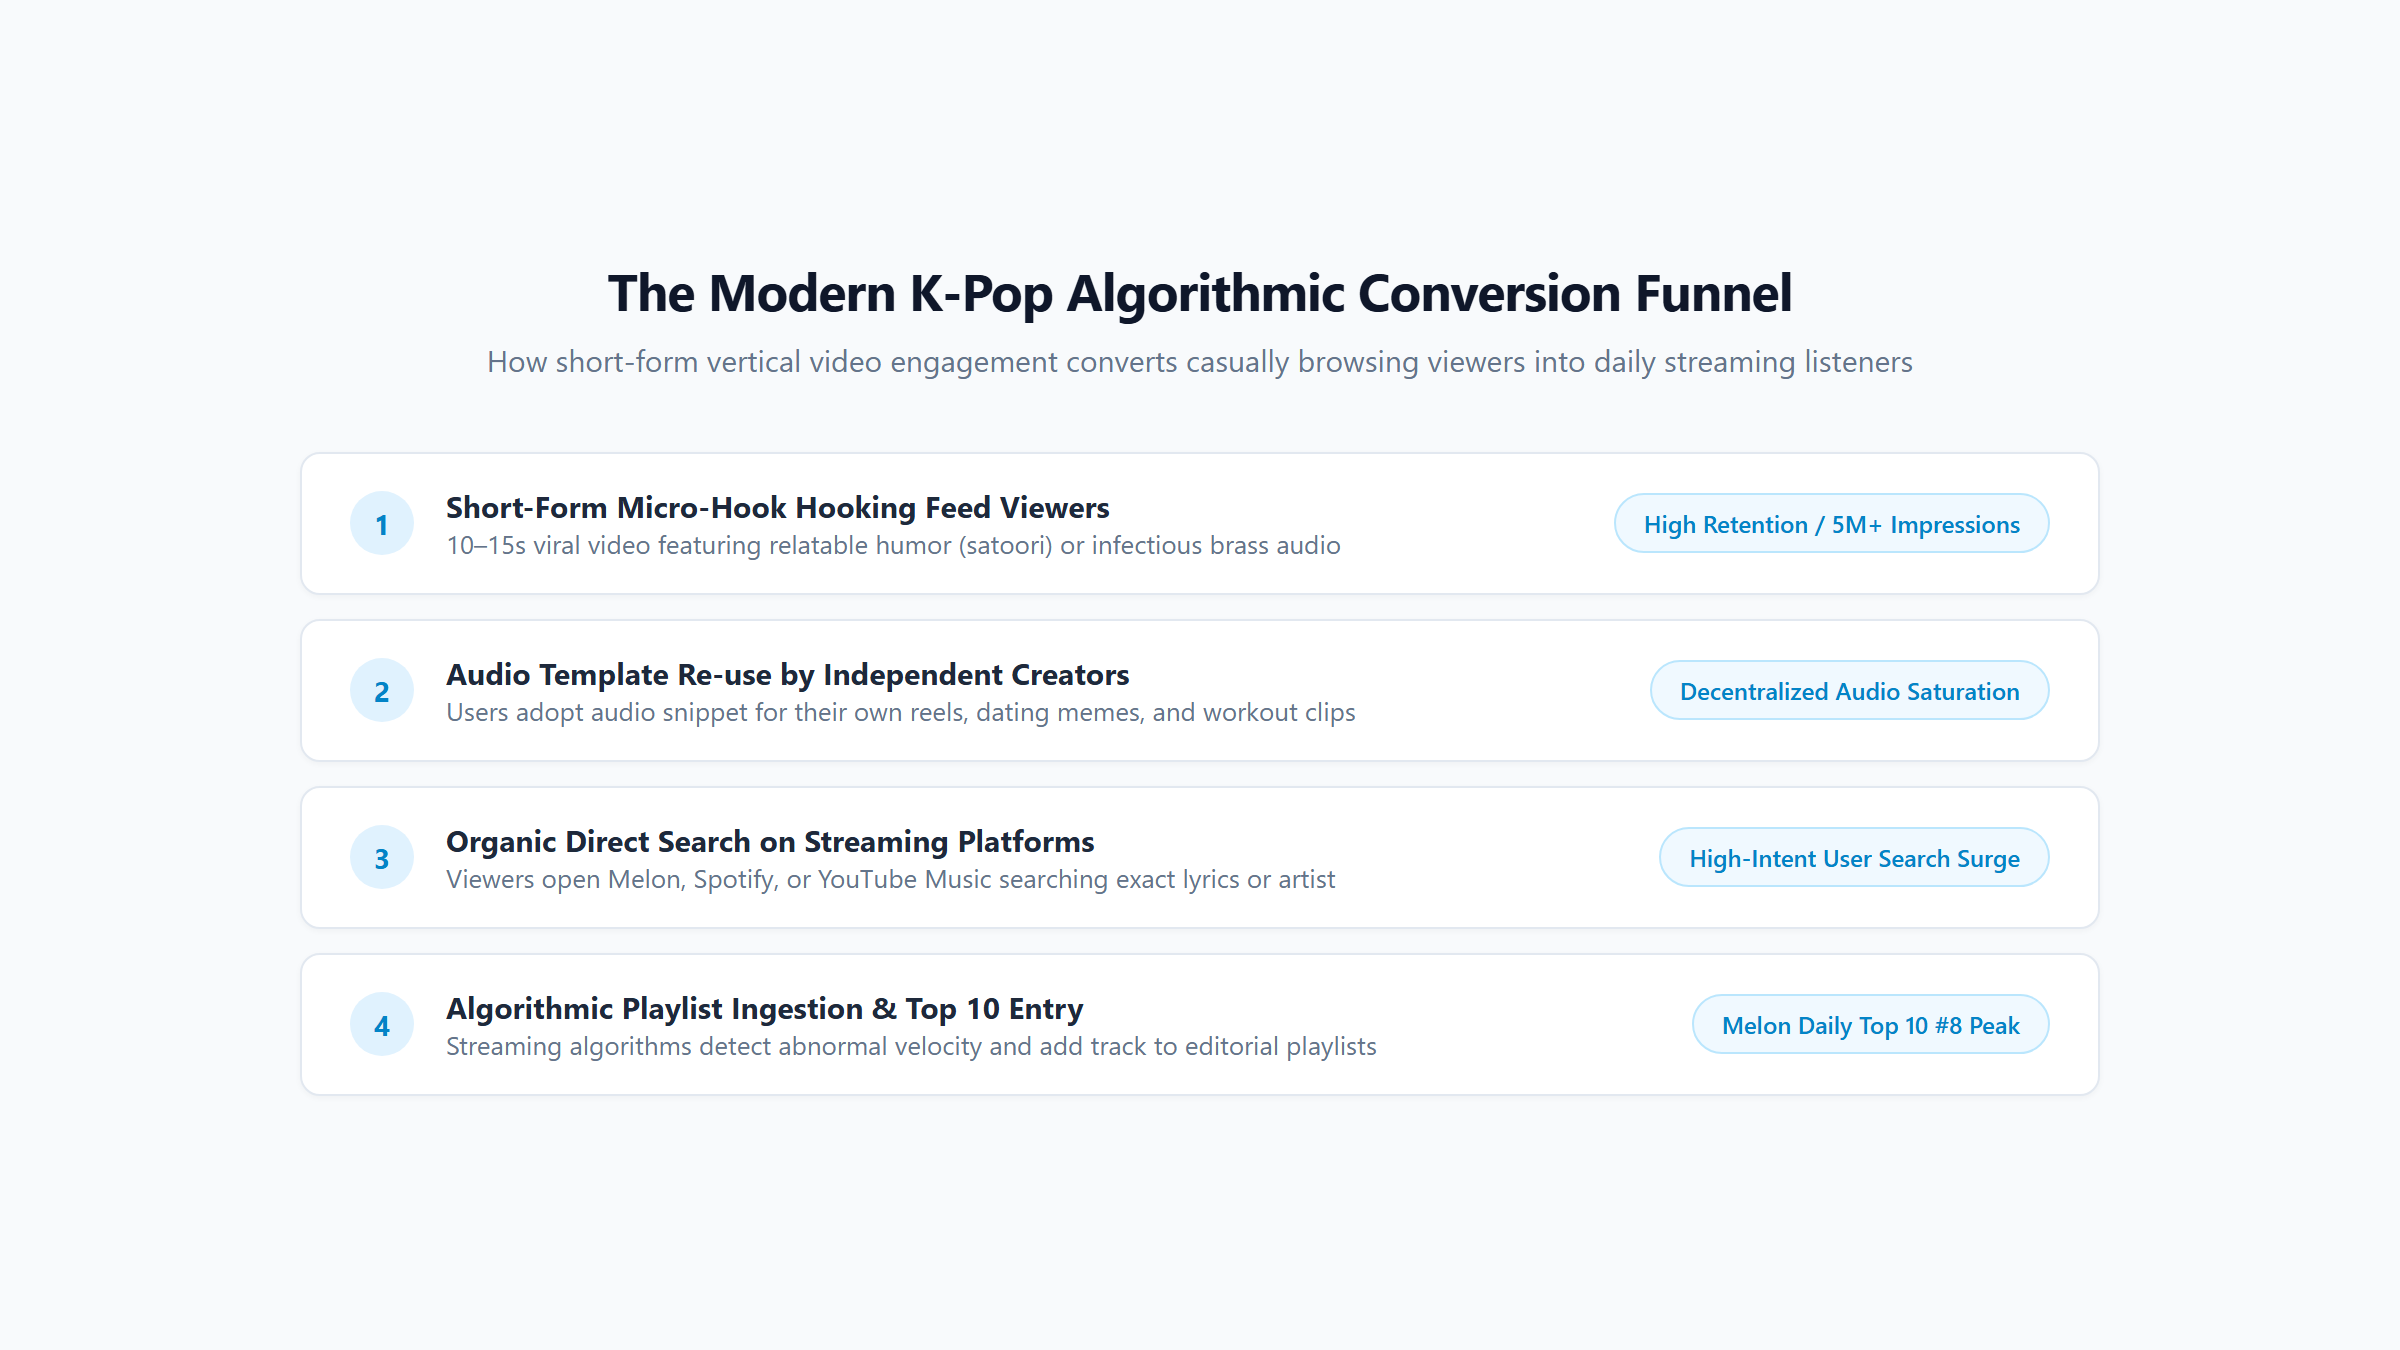 The Modern K-Pop Algorithmic Conversion Funnel
How short-form vertical video engagement converts casually browsing viewers into daily streaming listeners
1
Short-Form Micro-Hook Hooking Feed Viewers
10–15s viral video featuring relatable humor (satoori) or infectious brass audio
High Retention / 5M+ Impressions
2
Audio Template Re-use by Independent Creators
Users adopt audio snippet for their own reels, dating memes, and workout clips
Decentralized Audio Saturation
3
Organic Direct Search on Streaming Platforms
Viewers open Melon, Spotify, or YouTube Music searching exact lyrics or artist
High-Intent User Search Surge
4
Algorithmic Playlist Ingestion & Top 10 Entry
Streaming algorithms detect abnormal velocity and add track to editorial playlists
Melon Daily Top 10 #8 Peak